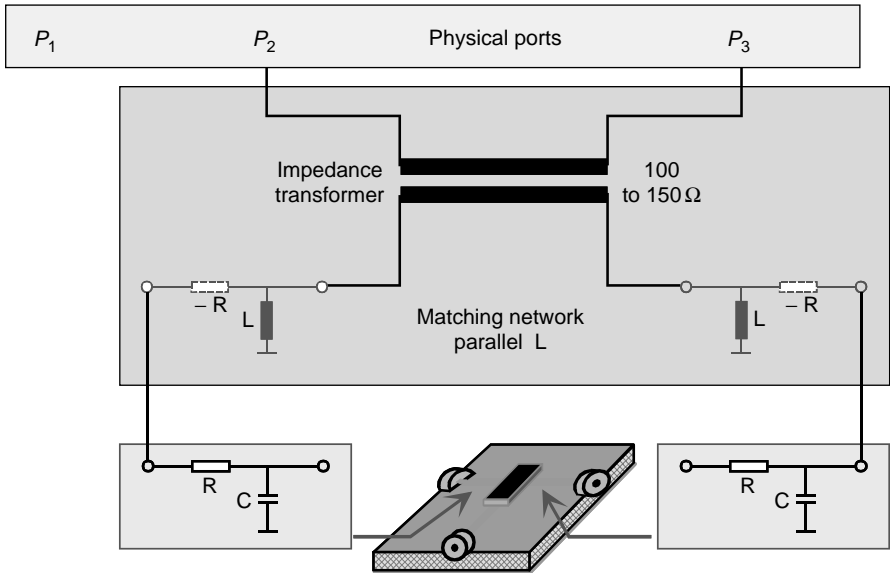 P1 P2 Physical ports P3
Impedance
transformer
100
to 150 Ω
– R
L
Matching network
parallel L
L
– R
R
C
R
C